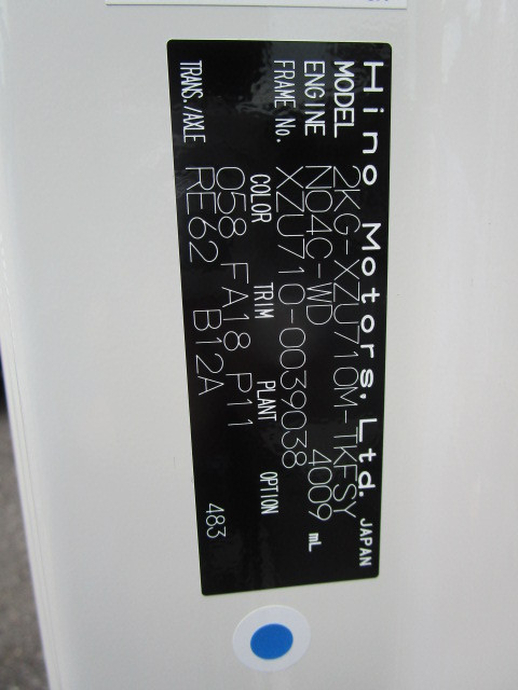 Hino Motors, Ltd. JAPAN
MODEL 2KG-XZU710M-TKFSY
ENGINE N04C-WD 4009 mL
FRAME No. XZU710-0039038
COLOR TRIM PLANT OPTION
058 FA18 P11
TRANS./AXLE RE62 B12A 483